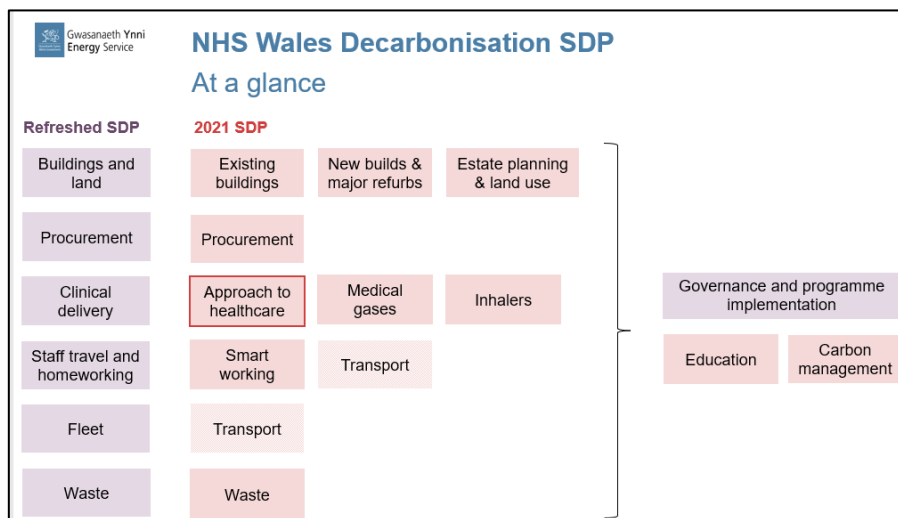 Gwasanaeth Ynni
Energy Service
NHS Wales Decarbonisation SDP
At a glance
Refreshed SDP
2021 SDP
Buildings and
land
Existing
buildings
New builds &
major refurbs
Estate planning
& land use
Procurement
Procurement
Clinical
delivery
Approach to
healthcare
Medical
gases
Inhalers
Governance and programme
implementation
Staff travel and
homeworking
Smart
working
Transport
Education
Carbon
management
Fleet
Transport
Waste
Waste